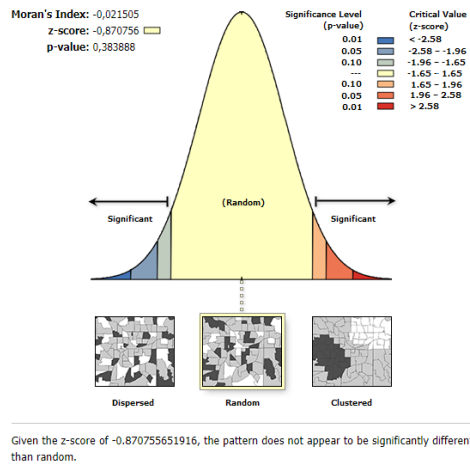 Moran's Index: -0,021505
z-score: -0,870756
p-value: 0,383888
Significance Level
(p-value)
Critical Value
(z-score)
0.01 < -2.58
0.05 -2.58 – -1.96
0.10 -1.96 – -1.65
--- -1.65 – 1.65
0.10 1.65 – 1.96
0.05 1.96 – 2.58
0.01 > 2.58
(Random)
Significant
Significant
Dispersed
Random
Clustered
Given the z-score of -0.870755651916, the pattern does not appear to be significantly differen
than random.